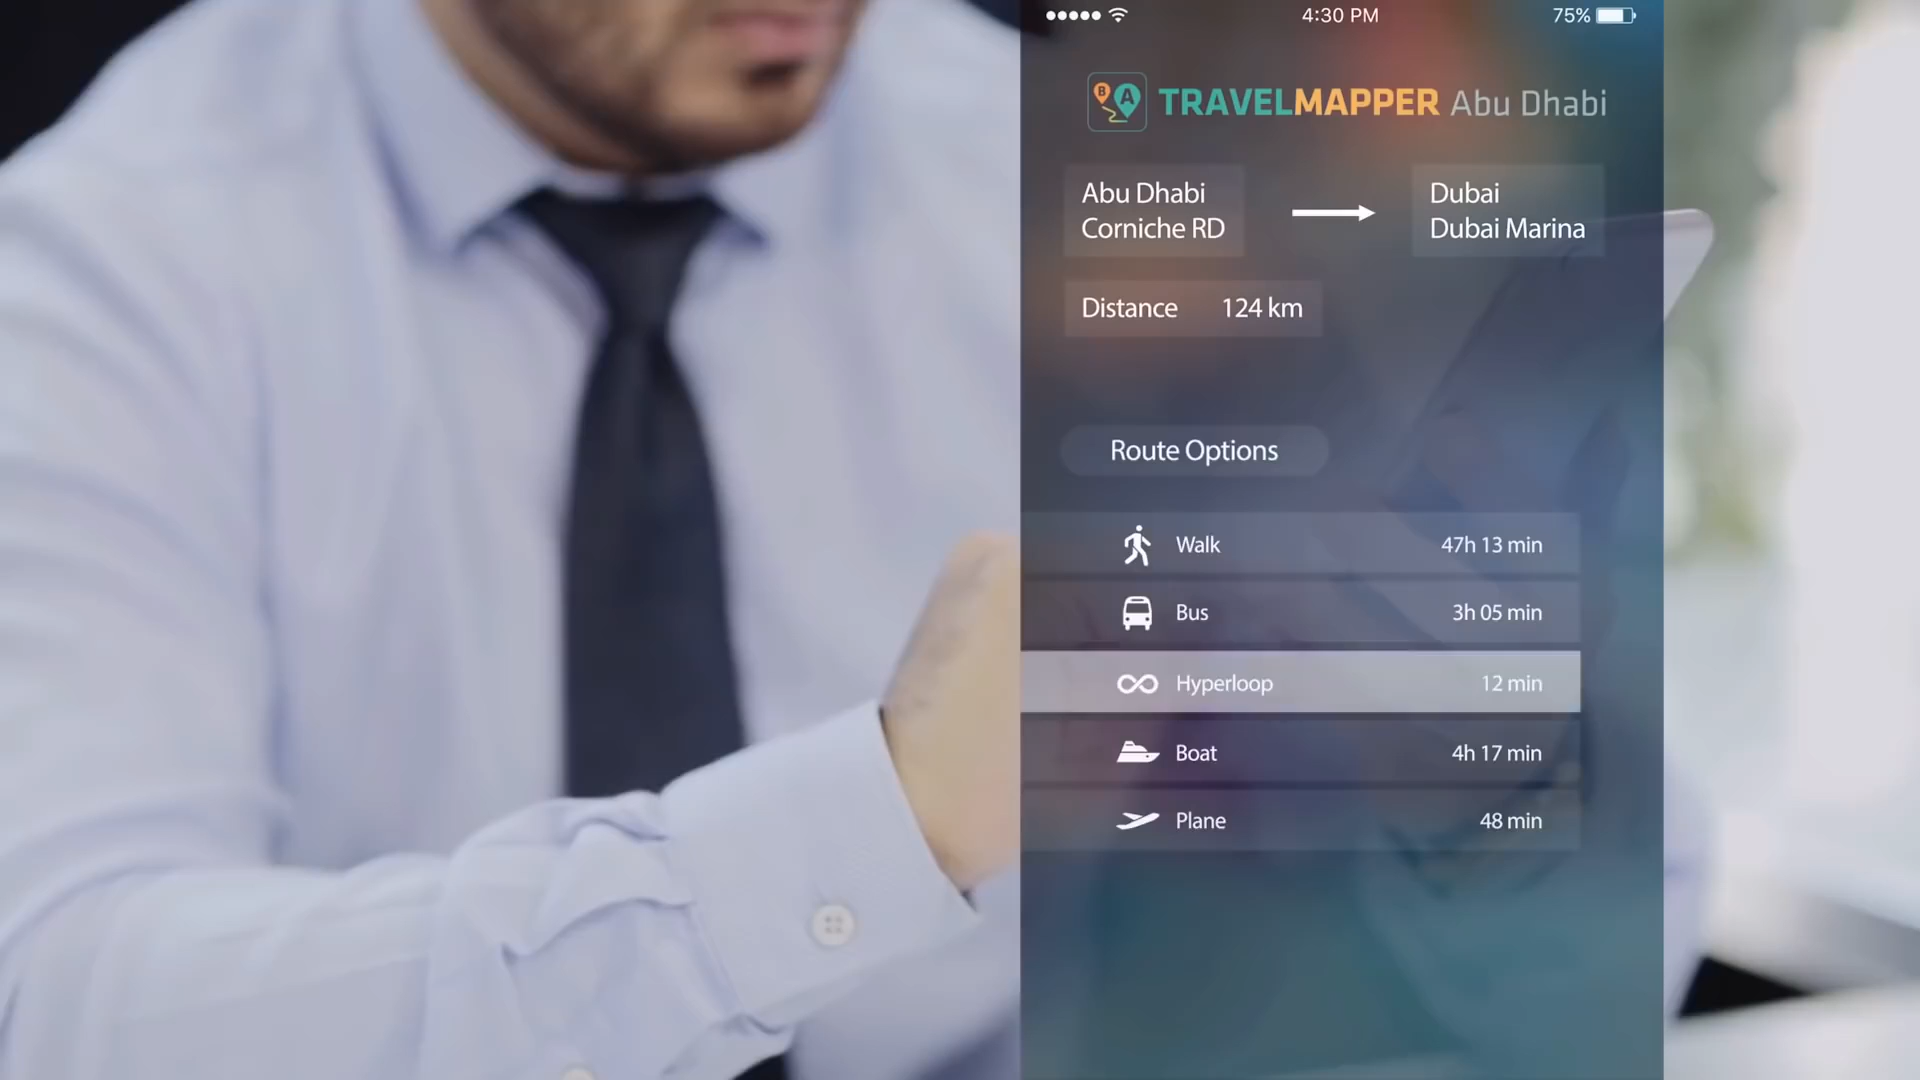 4:30 PM
75%
B A TRAVELMAPPER Abu Dhabi
Abu Dhabi
Corniche RD
Dubai
Dubai Marina
Distance 124 km
Route Options
Walk 47h 13 min
Bus 3h 05 min
Hyperloop 12 min
Boat 4h 17 min
Plane 48 min